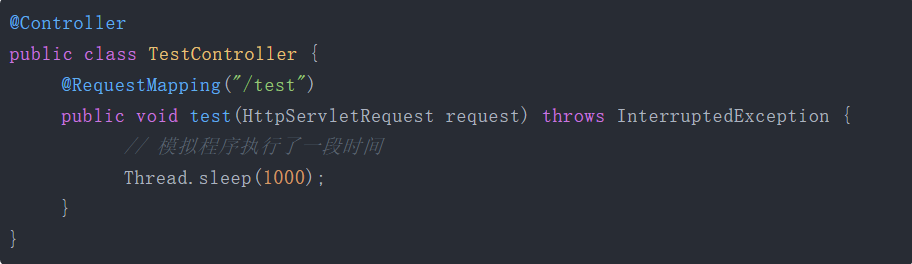 @Controller
public class TestController {
@RequestMapping("/test")
public void test(HttpServletRequest request) throws InterruptedException {
// 模拟程序执行了一段时间
Thread.sleep(1000);
}
}